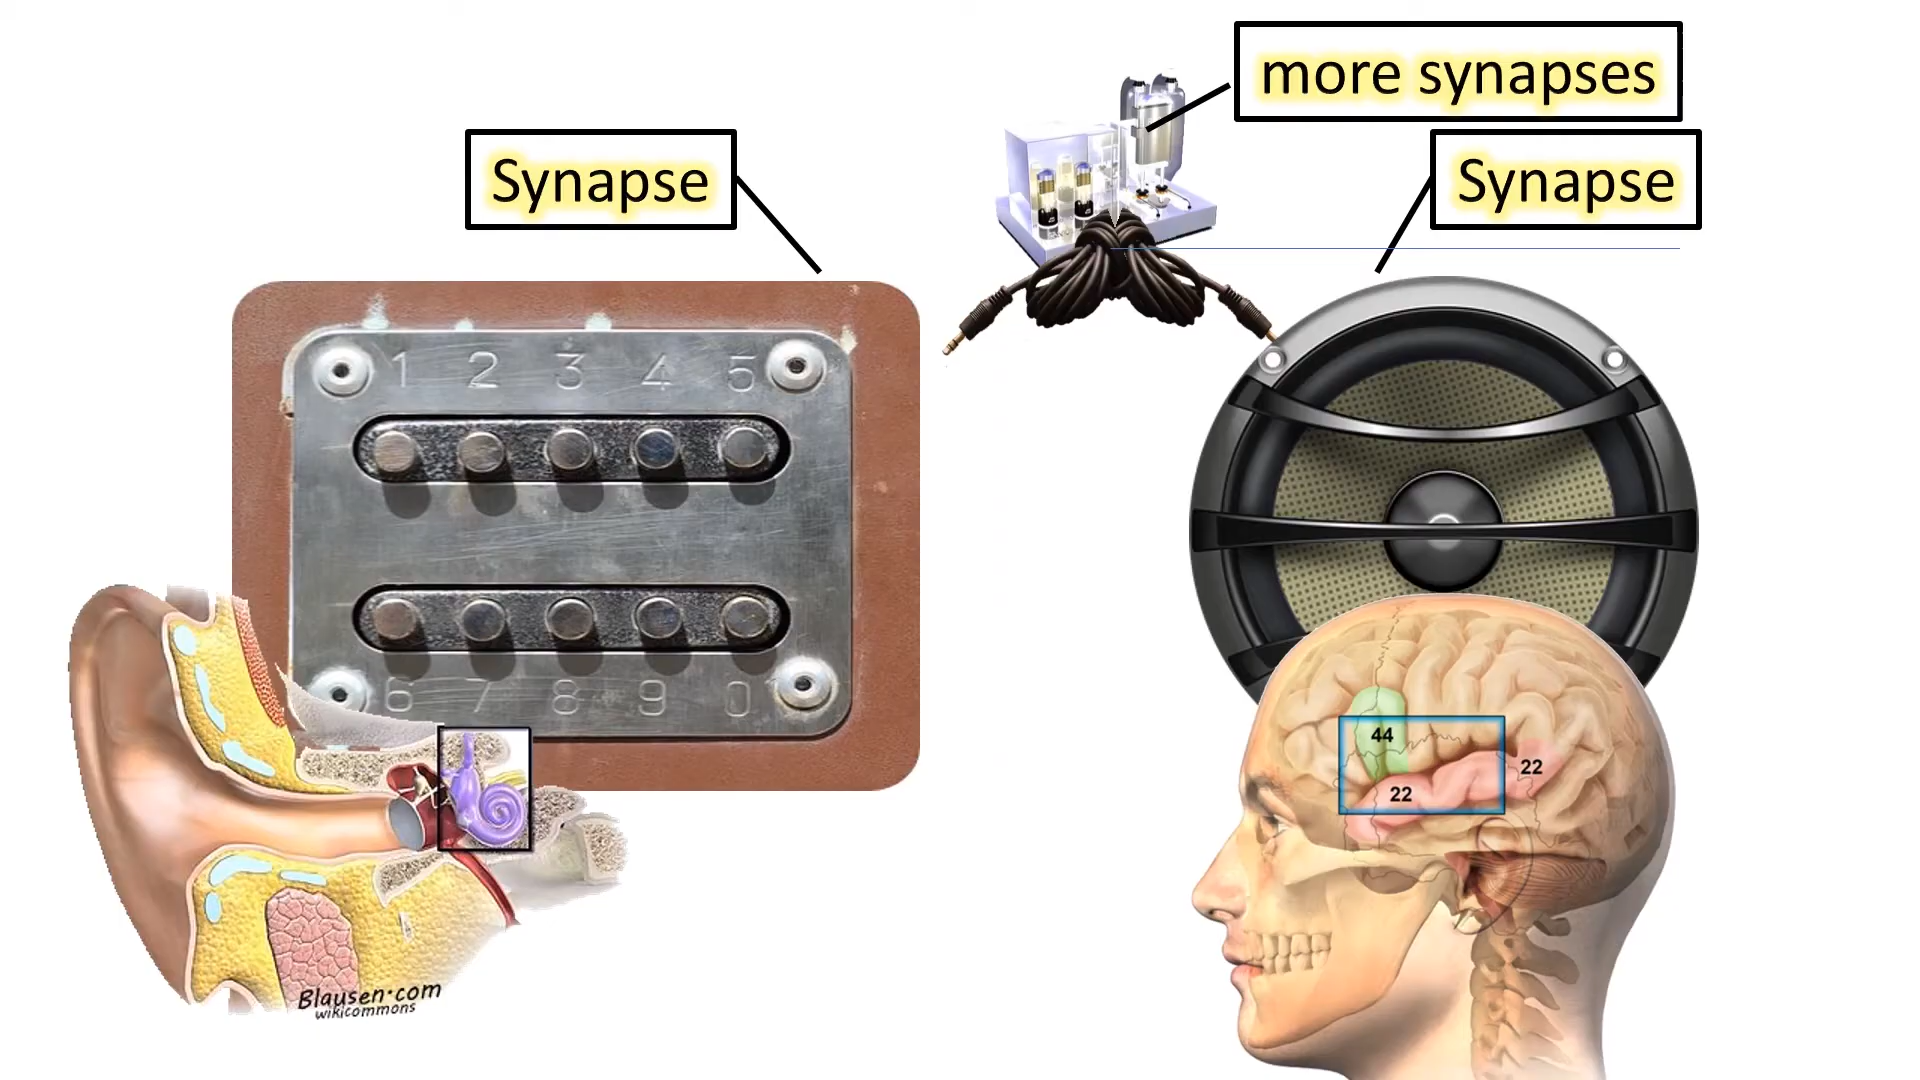 more synapses
Synapse
Synapse
1 2 3 4 5
6 7 8 9 0
44
22
22
Blausen.com
wikicommons